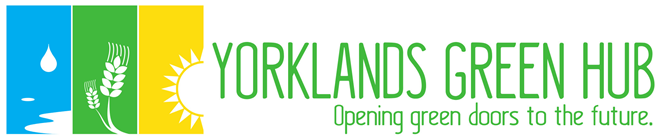 YORKLANDS GREEN HUB
Opening green doors to the future.